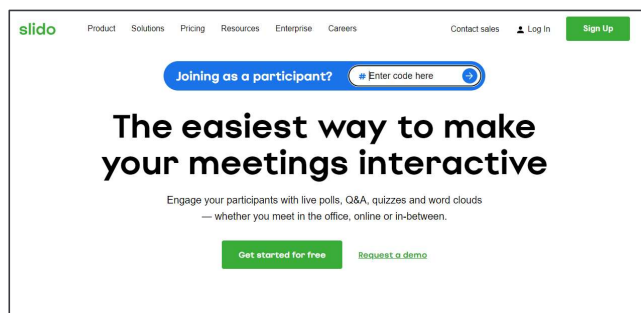 slido Product Solutions Pricing Resources Enterprise Careers Contact sales Log In Sign Up
Joining as a participant? # Enter code here
The easiest way to make
your meetings interactive
Engage your participants with live polls, Q&A, quizzes and word clouds
— whether you meet in the office, online or in-between.
Get started for free Request a demo